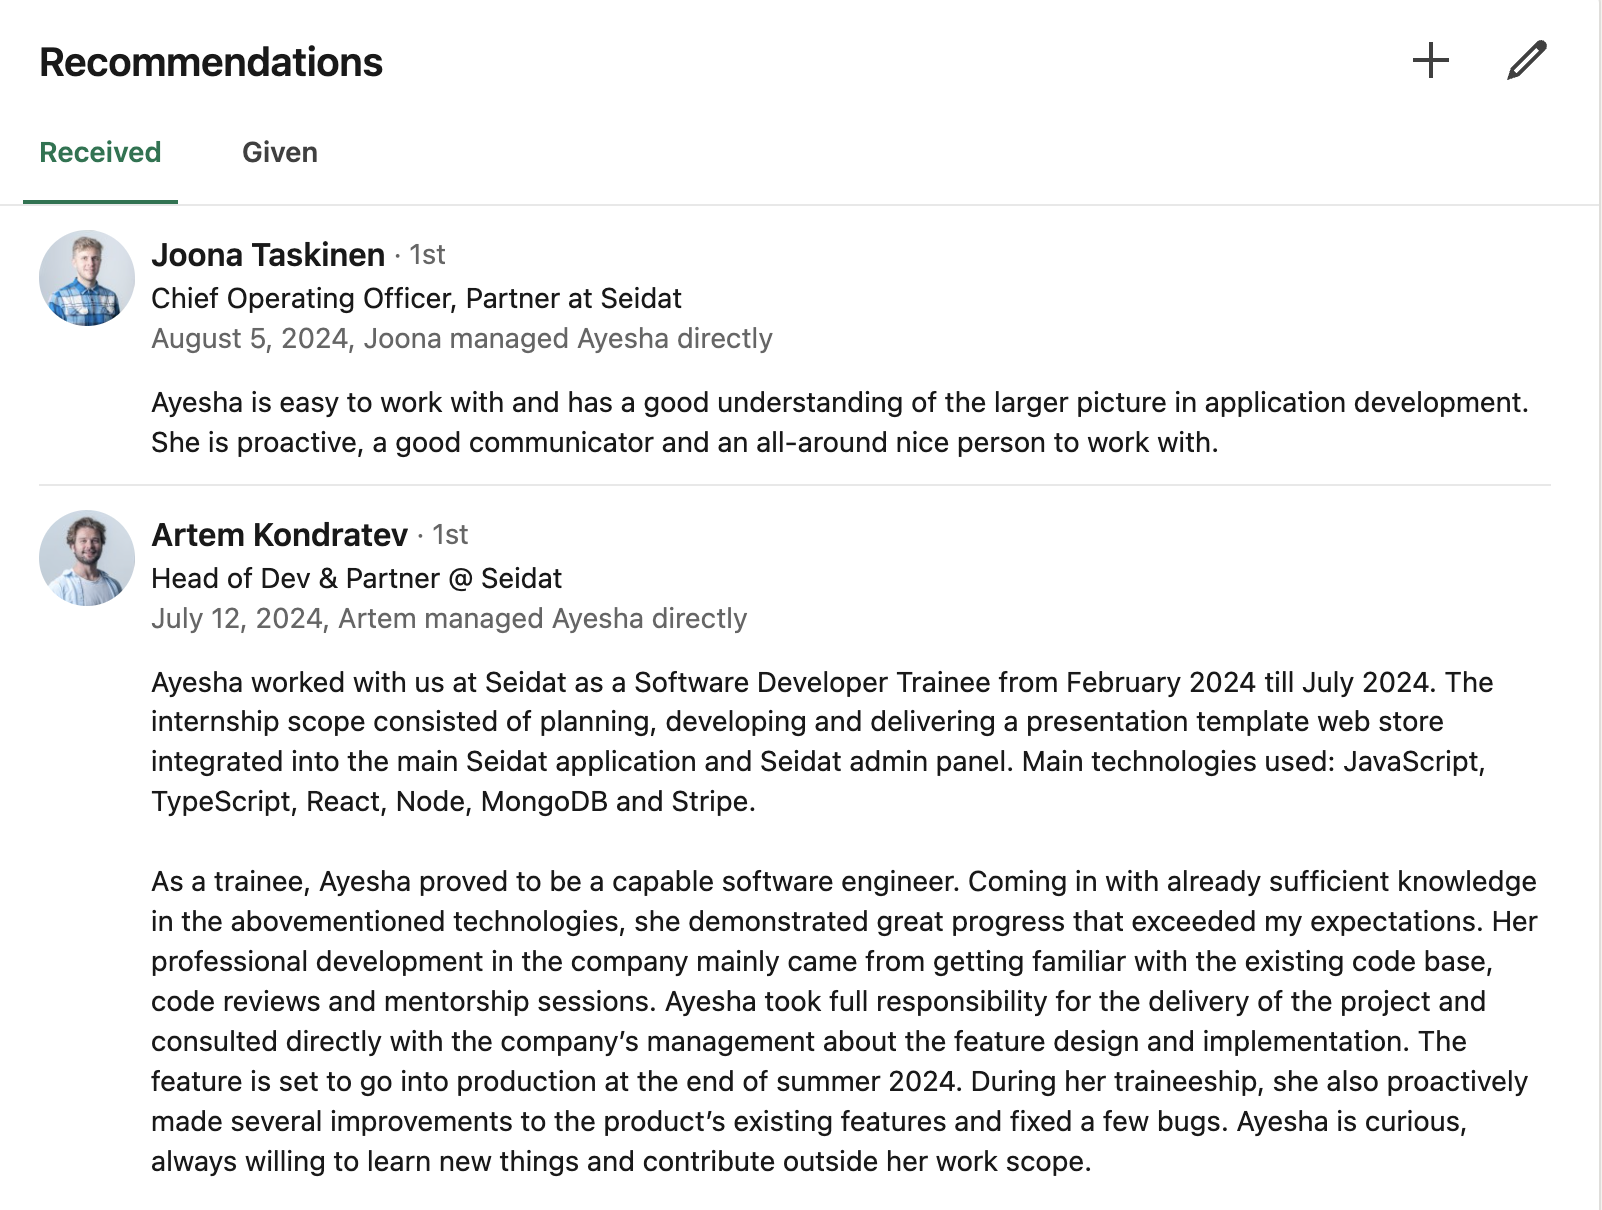 Recommendations
Received
Given
Joona Taskinen · 1st
Chief Operating Officer, Partner at Seidat
August 5, 2024, Joona managed Ayesha directly
Ayesha is easy to work with and has a good understanding of the larger picture in application development.
She is proactive, a good communicator and an all-around nice person to work with.
Artem Kondratev · 1st
Head of Dev & Partner @ Seidat
July 12, 2024, Artem managed Ayesha directly
Ayesha worked with us at Seidat as a Software Developer Trainee from February 2024 till July 2024. The
internship scope consisted of planning, developing and delivering a presentation template web store
integrated into the main Seidat application and Seidat admin panel. Main technologies used: JavaScript,
TypeScript, React, Node, MongoDB and Stripe.
As a trainee, Ayesha proved to be a capable software engineer. Coming in with already sufficient knowledge
in the abovementioned technologies, she demonstrated great progress that exceeded my expectations. Her
professional development in the company mainly came from getting familiar with the existing code base,
code reviews and mentorship sessions. Ayesha took full responsibility for the delivery of the project and
consulted directly with the company’s management about the feature design and implementation. The
feature is set to go into production at the end of summer 2024. During her traineeship, she also proactively
made several improvements to the product’s existing features and fixed a few bugs. Ayesha is curious,
always willing to learn new things and contribute outside her work scope.